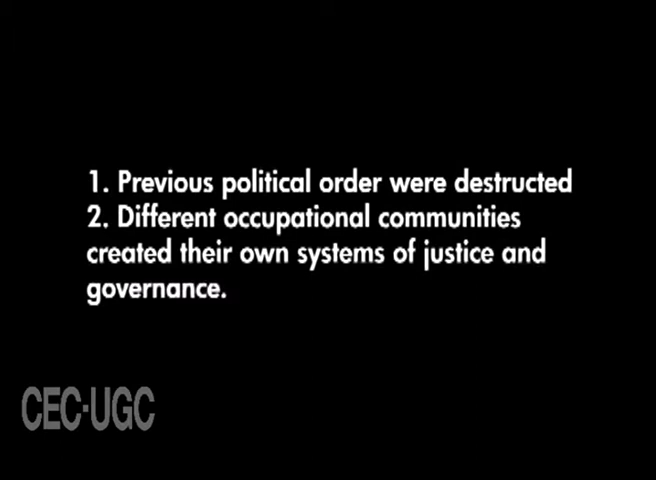 1. Previous political order were destructed
2. Different occupational communities
created their own systems of justice and
governance.
CEC-UGC